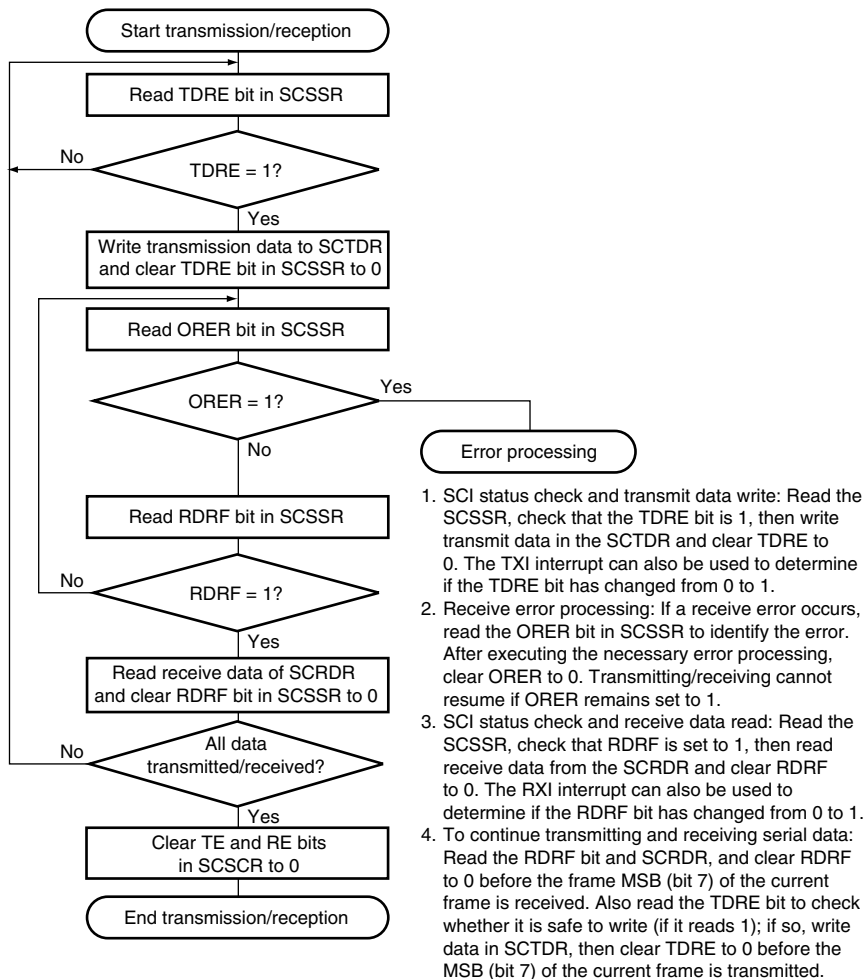 Start transmission/reception
Read TDRE bit in SCSSR
No
TDRE = 1?
Yes
Write transmission data to SCTDR
and clear TDRE bit in SCSSR to 0
Read ORER bit in SCSSR
Yes
ORER = 1?
No
Error processing
Read RDRF bit in SCSSR
No
RDRF = 1?
Yes
Read receive data of SCRDR
and clear RDRF bit in SCSSR to 0
No
All data
transmitted/received?
Yes
Clear TE and RE bits
in SCSCR to 0
End transmission/reception
1. SCI status check and transmit data write: Read the
SCSSR, check that the TDRE bit is 1, then write
transmit data in the SCTDR and clear TDRE to
0. The TXI interrupt can also be used to determine
if the TDRE bit has changed from 0 to 1.
2. Receive error processing: If a receive error occurs,
read the ORER bit in SCSSR to identify the error.
After executing the necessary error processing,
clear ORER to 0. Transmitting/receiving cannot
resume if ORER remains set to 1.
3. SCI status check and receive data read: Read the
SCSSR, check that RDRF is set to 1, then read
receive data from the SCRDR and clear RDRF
to 0. The RXI interrupt can also be used to
determine if the RDRF bit has changed from 0 to 1.
4. To continue transmitting and receiving serial data:
Read the RDRF bit and SCRDR, and clear RDRF
to 0 before the frame MSB (bit 7) of the current
frame is received. Also read the TDRE bit to check
whether it is safe to write (if it reads 1); if so, write
data in SCTDR, then clear TDRE to 0 before the
MSB (bit 7) of the current frame is transmitted.